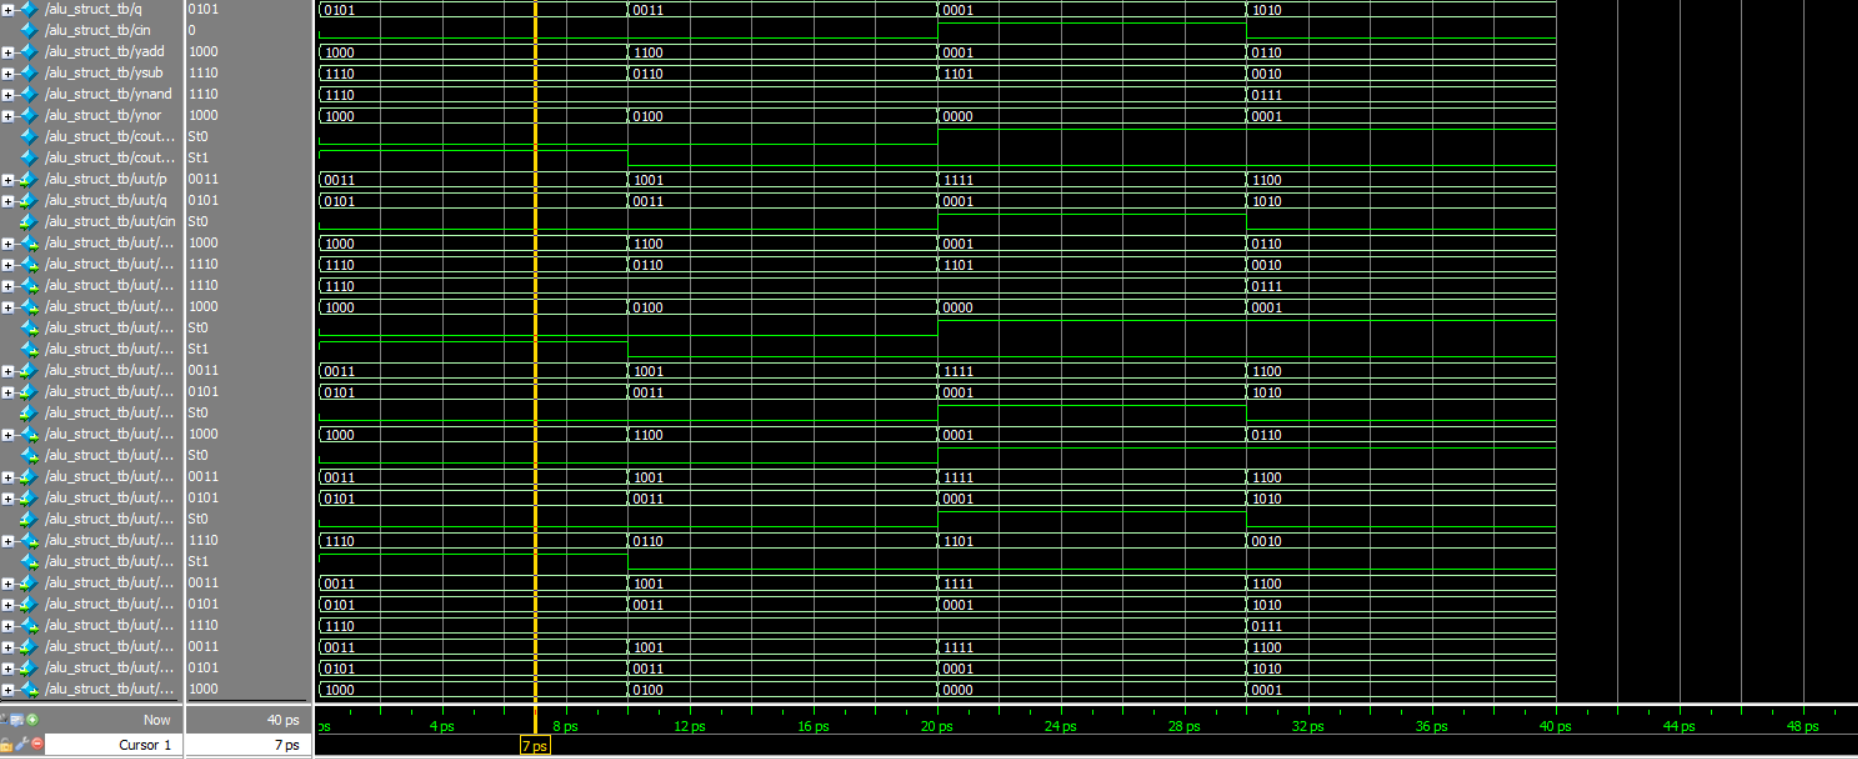 /alu_struct_tb/q 0101 0101 0011 0001 1010
/alu_struct_tb/cin 0
/alu_struct_tb/yadd 1000 1000 1100 0001 0110
/alu_struct_tb/ysub 1110 1110 0110 1101 0010
/alu_struct_tb/ynand 1110 1110 0111
/alu_struct_tb/ynor 1000 1000 0100 0000 0001
/alu_struct_tb/cout... St0
/alu_struct_tb/cout... St1
/alu_struct_tb/uut/p 0011 0011 1001 1111 1100
/alu_struct_tb/uut/q 0101 0101 0011 0001 1010
/alu_struct_tb/uut/cin St0
/alu_struct_tb/uut/... 1000 1000 1100 0001 0110
/alu_struct_tb/uut/... 1110 1110 0110 1101 0010
/alu_struct_tb/uut/... 1110 1110 0111
/alu_struct_tb/uut/... 1000 1000 0100 0000 0001
/alu_struct_tb/uut/... St0
/alu_struct_tb/uut/... St1
/alu_struct_tb/uut/... 0011 0011 1001 1111 1100
/alu_struct_tb/uut/... 0101 0101 0011 0001 1010
/alu_struct_tb/uut/... St0
/alu_struct_tb/uut/... 1000 1000 1100 0001 0110
/alu_struct_tb/uut/... St0
/alu_struct_tb/uut/... 0011 0011 1001 1111 1100
/alu_struct_tb/uut/... 0101 0101 0011 0001 1010
/alu_struct_tb/uut/... St0
/alu_struct_tb/uut/... 1110 1110 0110 1101 0010
/alu_struct_tb/uut/... St1
/alu_struct_tb/uut/... 0011 0011 1001 1111 1100
/alu_struct_tb/uut/... 0101 0101 0011 0001 1010
/alu_struct_tb/uut/... 1110 1110 0111
/alu_struct_tb/uut/... 0011 0011 1001 1111 1100
/alu_struct_tb/uut/... 0101 0101 0011 0001 1010
/alu_struct_tb/uut/... 1000 1000 0100 0000 0001
Now 40 ps ps 4 ps 8 ps 12 ps 16 ps 20 ps 24 ps 28 ps 32 ps 36 ps 40 ps 44 ps 48 ps
Cursor 1 7 ps 7 ps